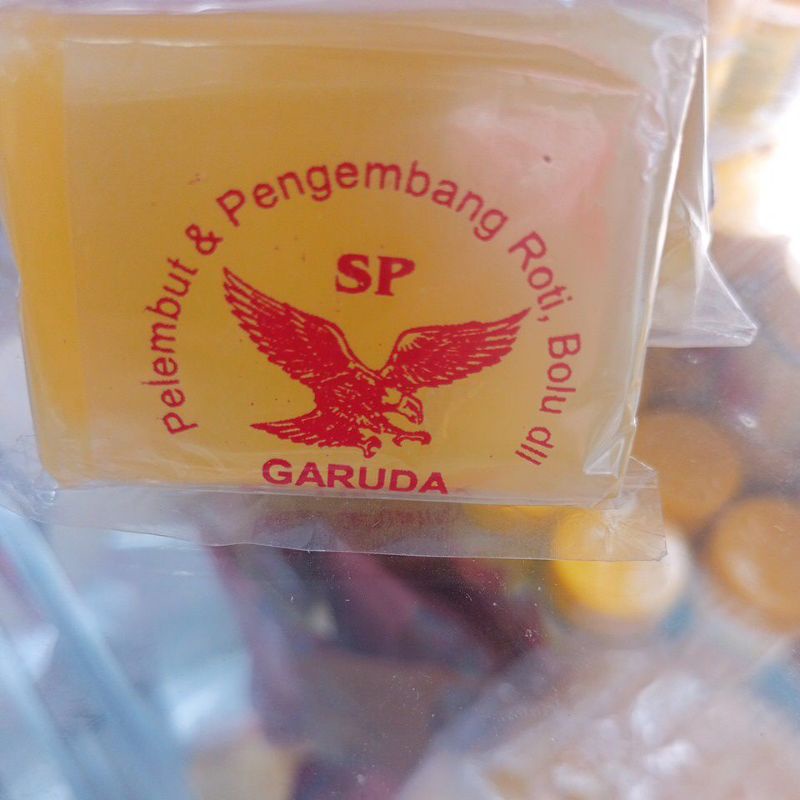 Pelembut & Pengembang Roti, Bolu dll
SP
GARUDA